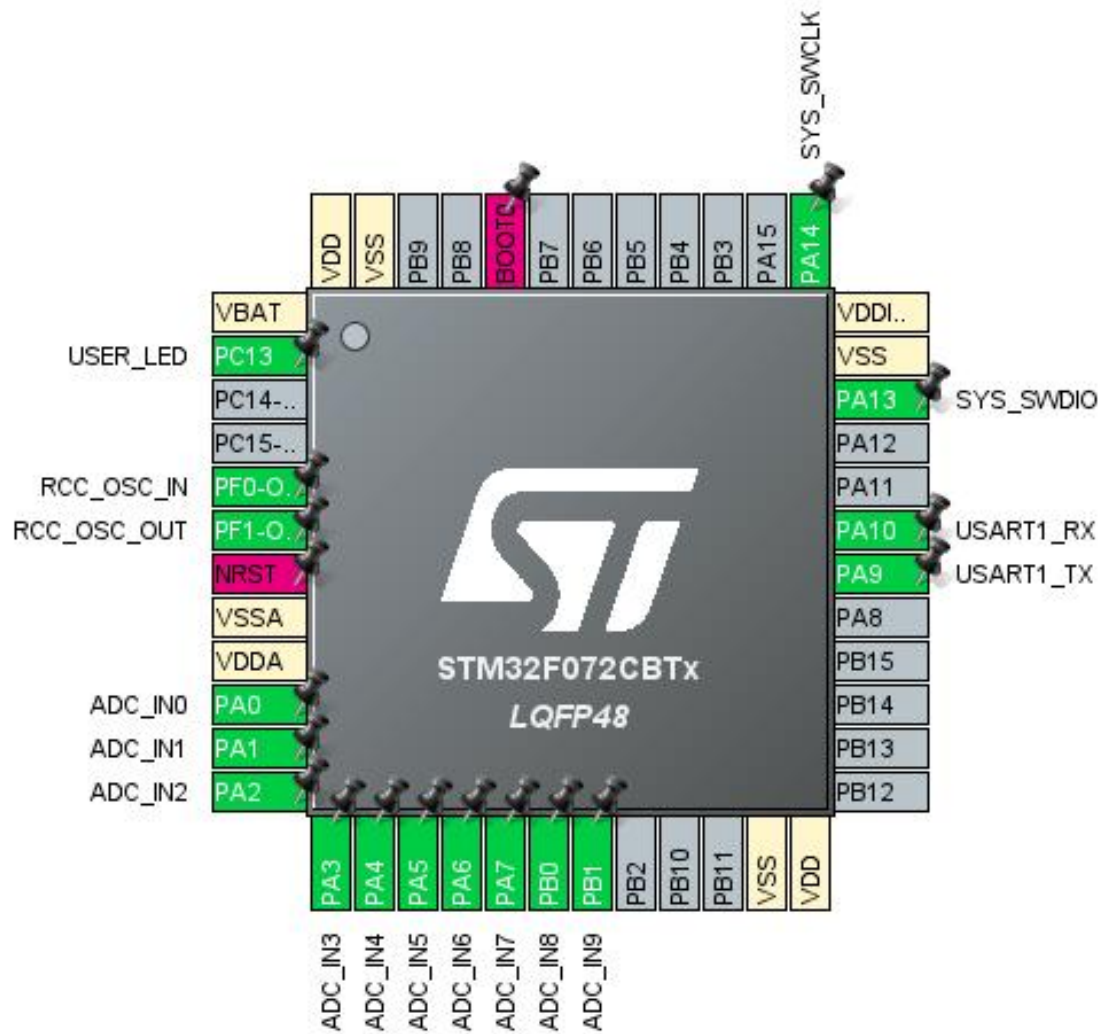 SYS_SWCLK
VDD
VSS
PB9
PB8
BOOT0
PB7
PB6
PB5
PB4
PB3
PA15
PA14
VBAT
USER_LED PC13
PC14-..
PC15-..
RCC_OSC_IN PF0-O.
RCC_OSC_OUT PF1-O.
NRST
VSSA
VDDA
ADC_IN0 PA0
ADC_IN1 PA1
ADC_IN2 PA2
VDDI..
VSS
PA13 SYS_SWDIO
PA12
PA11
PA10 USART1_RX
PA9 USART1_TX
PA8
PB15
PB14
PB13
PB12
ST
STM32F072CBTx
LQFP48
PA3
PA4
PA5
PA6
PA7
PB0
PB1
PB2
PB10
PB11
VSS
VDD
ADC_IN3
ADC_IN4
ADC_IN5
ADC_IN6
ADC_IN7
ADC_IN8
ADC_IN9